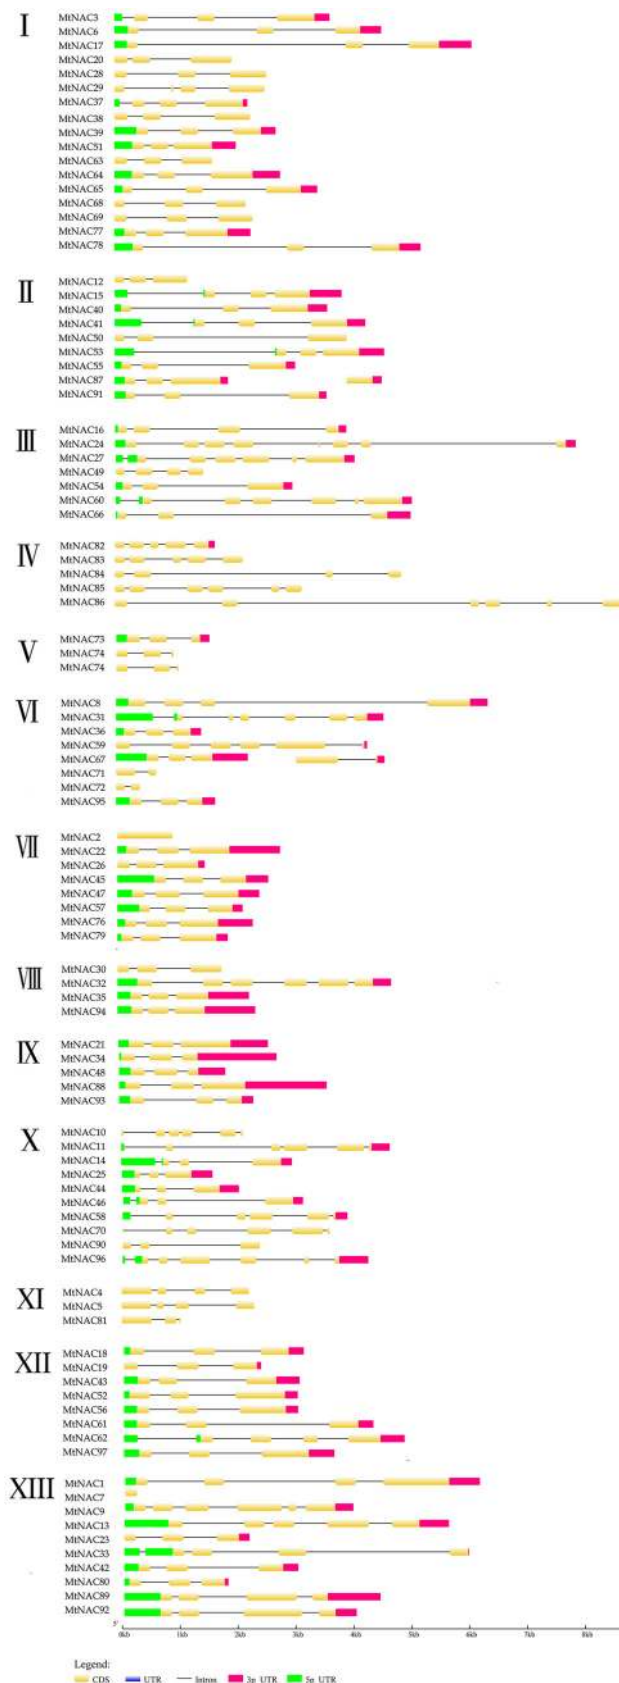 I
MtNAC3
MtNAC6
MtNAC17
MtNAC20
MtNAC28
MtNAC29
MtNAC37
MtNAC38
MtNAC39
MtNAC51
MtNAC63
MtNAC64
MtNAC65
MtNAC68
MtNAC69
MtNAC77
MtNAC78
II
MtNAC12
MtNAC15
MtNAC40
MtNAC41
MtNAC50
MtNAC53
MtNAC55
MtNAC87
MtNAC91
III
MtNAC16
MtNAC24
MtNAC27
MtNAC49
MtNAC54
MtNAC60
MtNAC66
IV
MtNAC82
MtNAC83
MtNAC84
MtNAC85
MtNAC86
V
MtNAC73
MtNAC74
MtNAC74
VI
MtNAC8
MtNAC31
MtNAC36
MtNAC59
MtNAC67
MtNAC71
MtNAC72
MtNAC95
VII
MtNAC2
MtNAC22
MtNAC26
MtNAC45
MtNAC47
MtNAC57
MtNAC76
MtNAC79
VIII
MtNAC30
MtNAC32
MtNAC35
MtNAC94
IX
MtNAC21
MtNAC34
MtNAC48
MtNAC88
MtNAC93
X
MtNAC10
MtNAC11
MtNAC14
MtNAC25
MtNAC44
MtNAC46
MtNAC58
MtNAC70
MtNAC90
MtNAC96
XI
MtNAC4
MtNAC5
MtNAC81
XII
MtNAC18
MtNAC19
MtNAC43
MtNAC52
MtNAC56
MtNAC61
MtNAC62
MtNAC97
XIII
MtNAC1
MtNAC7
MtNAC9
MtNAC13
MtNAC23
MtNAC33
MtNAC42
MtNAC80
MtNAC89
MtNAC92
5'
0kb 1kb 2kb 3kb 4kb 5kb 6kb 7kb 8kb
Legend:
CDS UTR Intron 3p_UTR 5p_UTR